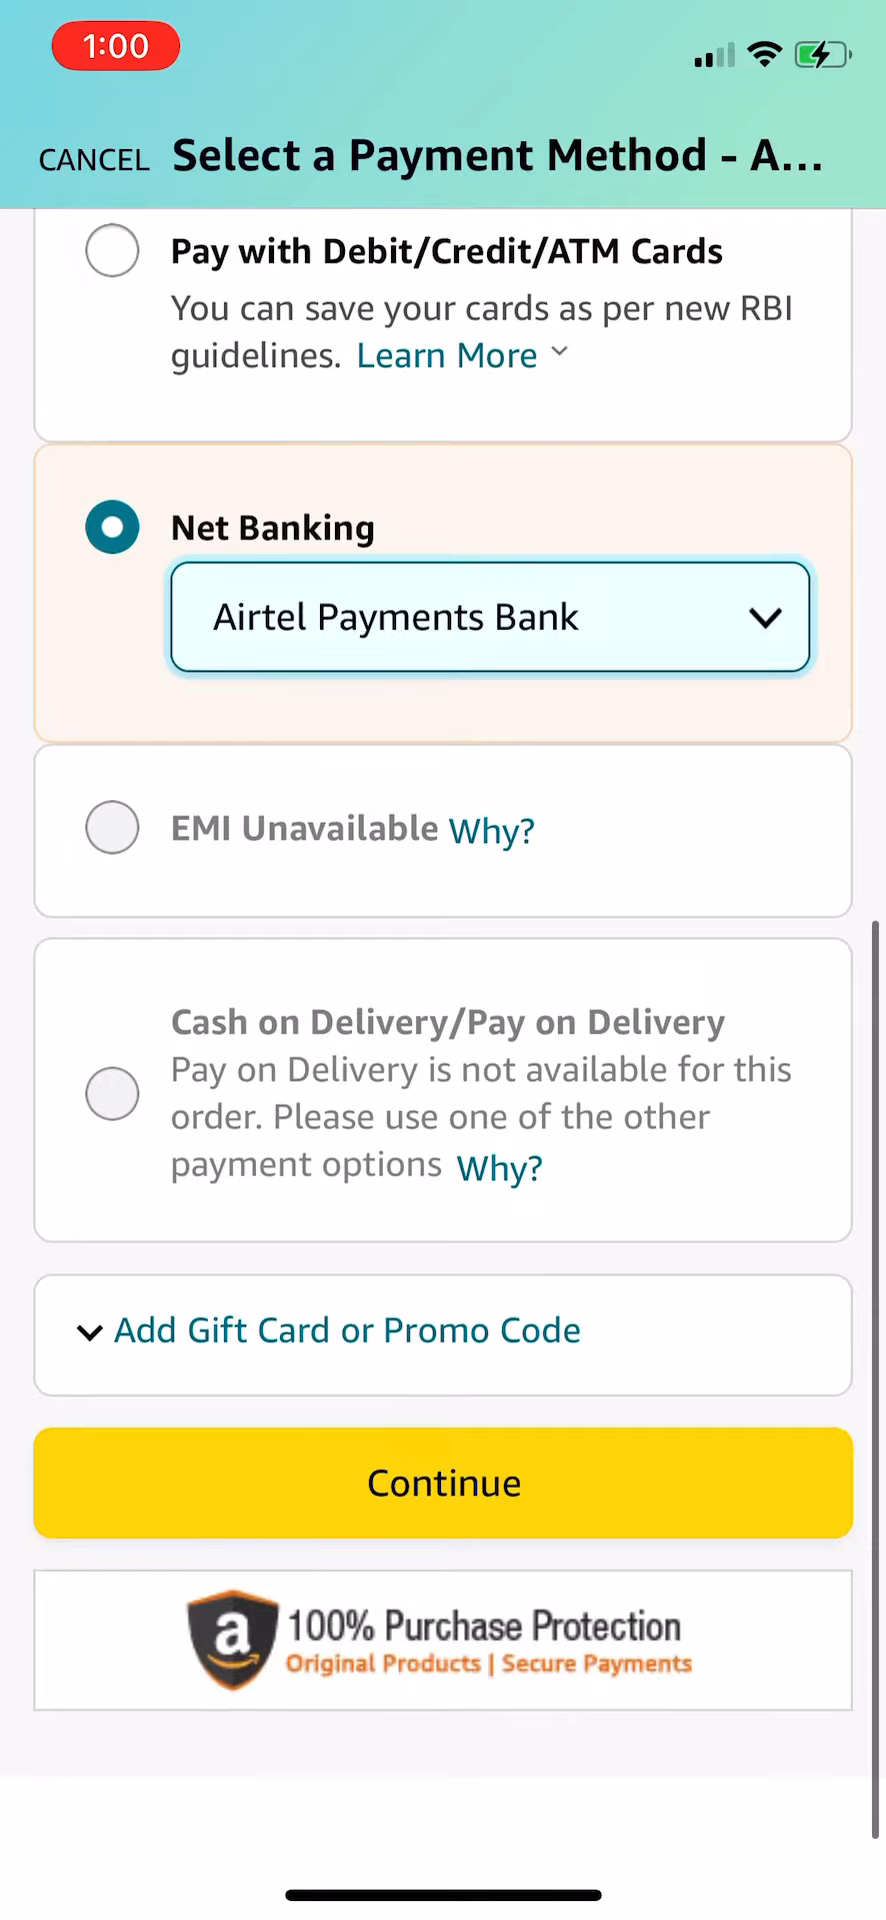 1:00
CANCEL Select a Payment Method - A...
Pay with Debit/Credit/ATM Cards
You can save your cards as per new RBI
guidelines. Learn More
Net Banking
Airtel Payments Bank
EMI Unavailable Why?
Cash on Delivery/Pay on Delivery
Pay on Delivery is not available for this
order. Please use one of the other
payment options Why?
Add Gift Card or Promo Code
Continue
a 100% Purchase Protection
Original Products | Secure Payments